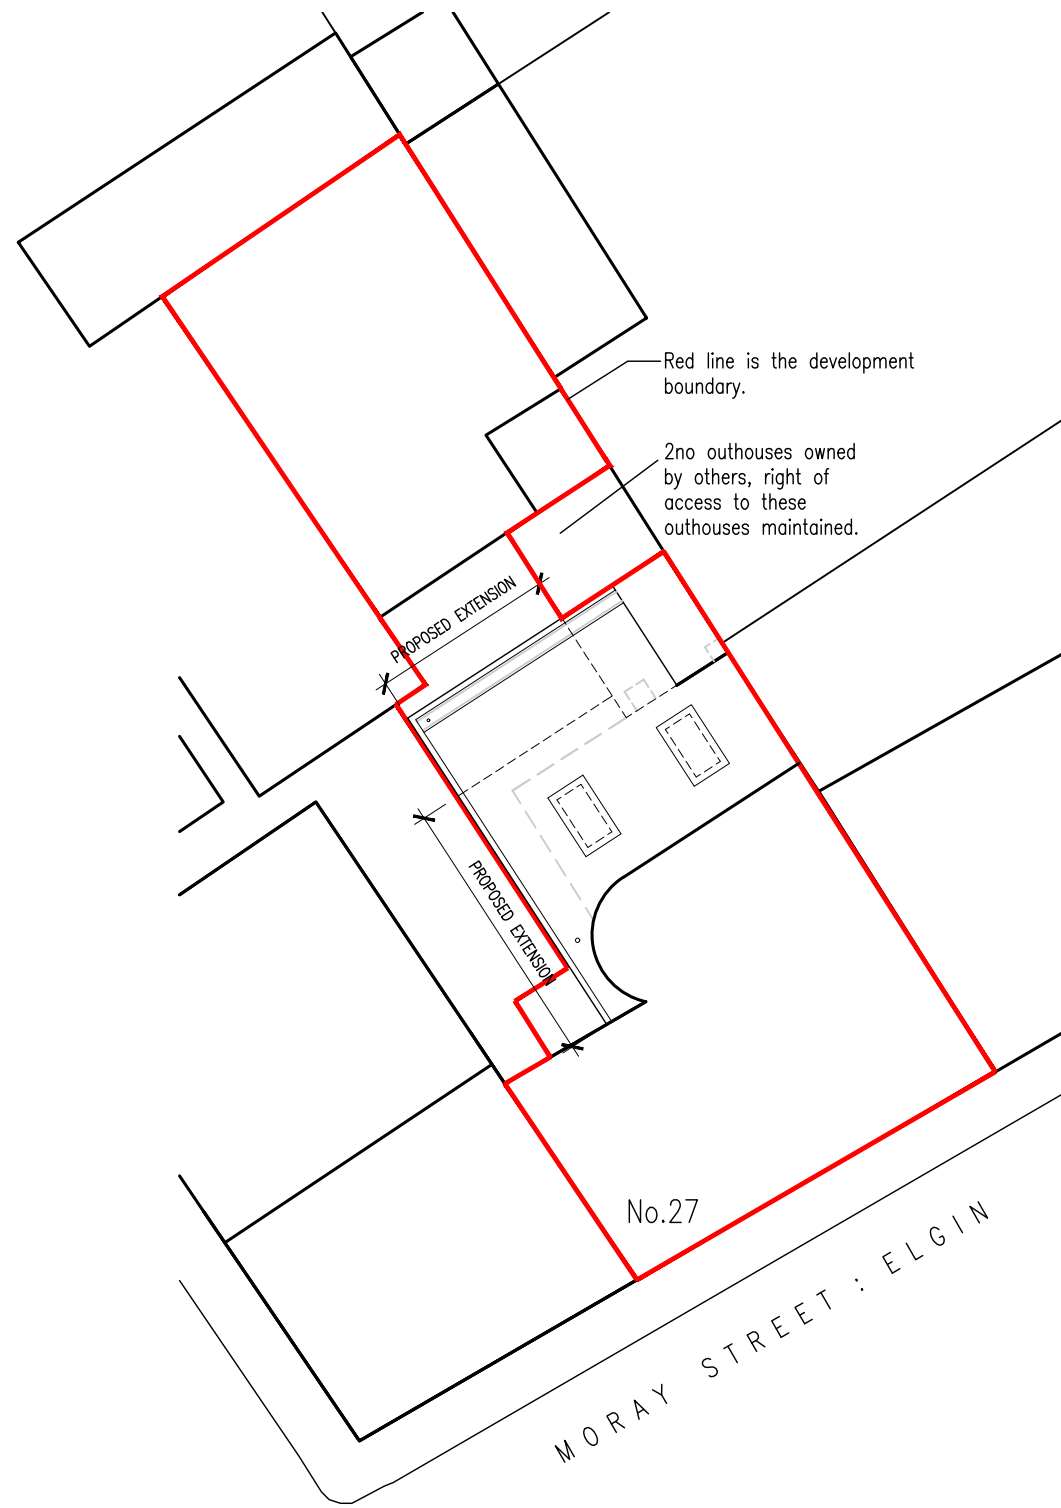 Red line is the development
boundary.
2no outhouses owned
by others, right of
access to these
outhouses maintained.
PROPOSED EXTENSION
PROPOSED EXTENSION
No.27
MORAY STREET : ELGIN